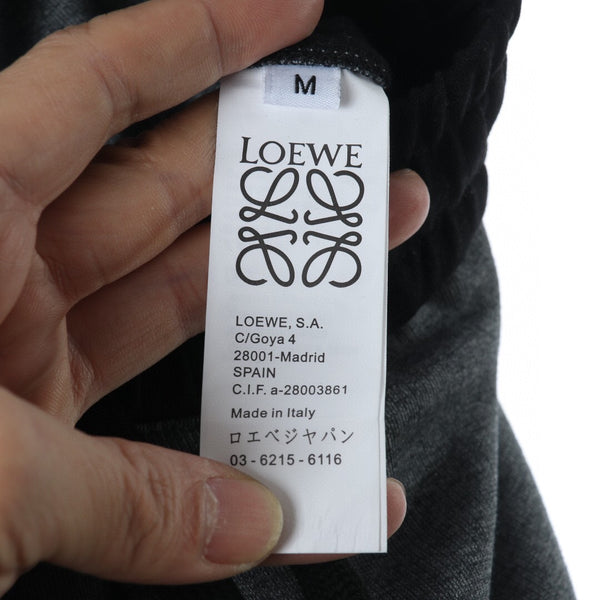 M
LOEWE
LOEWE, S.A.
C/Goya 4
28001-Madrid
SPAIN
C.I.F. a-28003861
Made in Italy
ロエベジヤパン
03 - 6215 - 6116